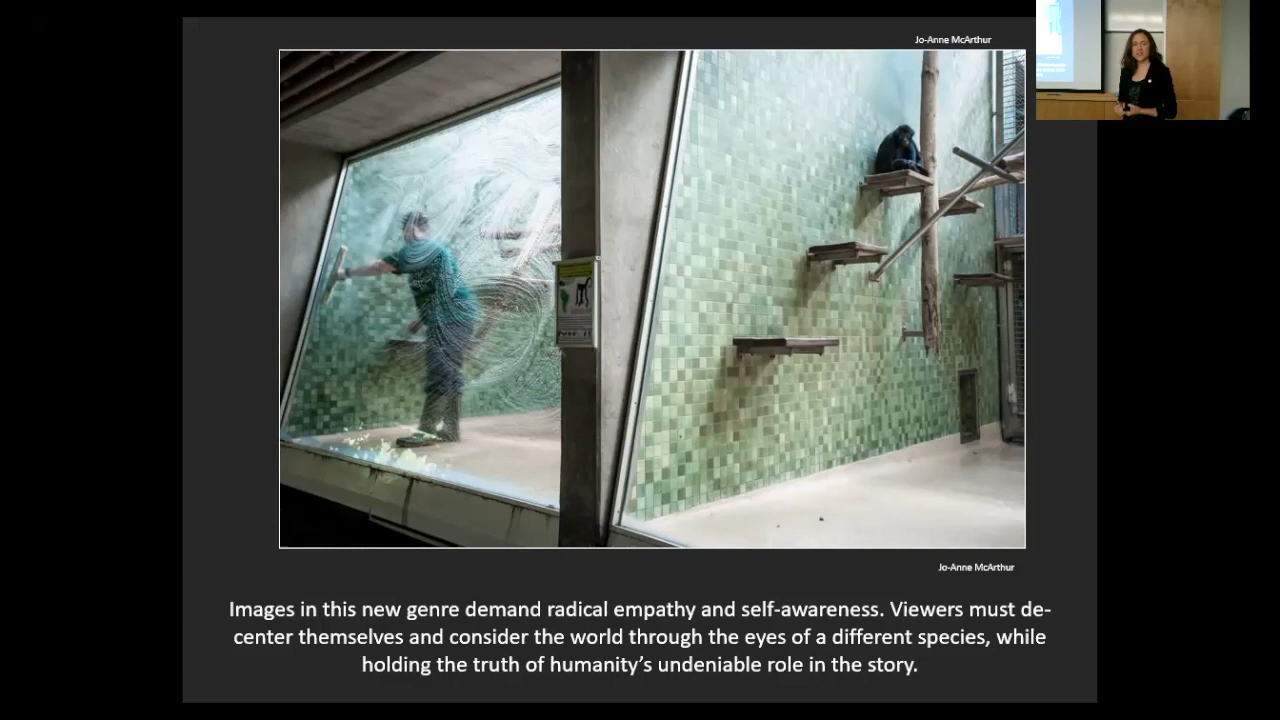 Jo-Anne McArthur
Jo-Anne McArthur
Images in this new genre demand radical empathy and self-awareness. Viewers must de-
center themselves and consider the world through the eyes of a different species, while
holding the truth of humanity's undeniable role in the story.